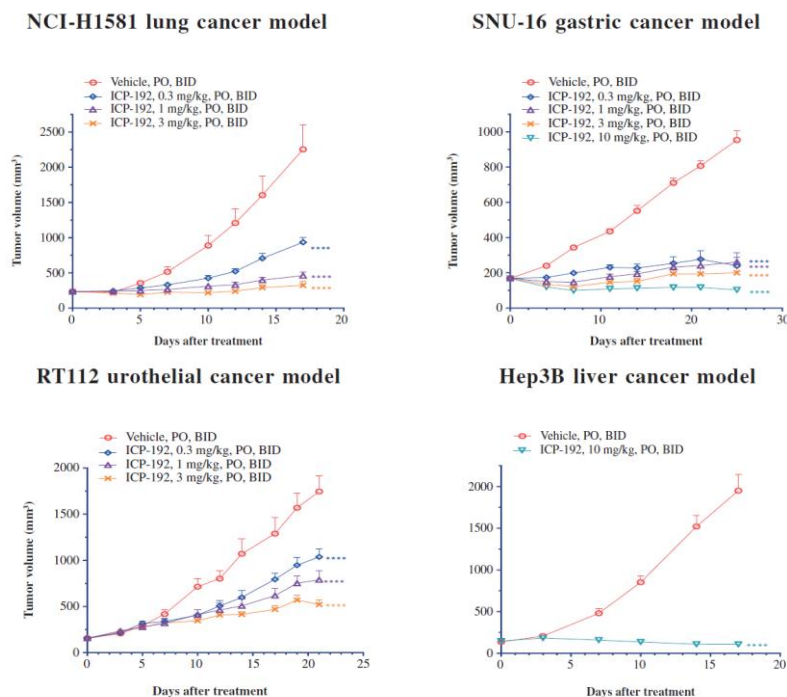 NCI-H1581 lung cancer model
Vehicle, PO, BID
ICP-192, 0.3 mg/kg, PO, BID
ICP-192, 1 mg/kg, PO, BID
ICP-192, 3 mg/kg, PO, BID
Tumor volume (mm³)
2500
2000
1500
1000
500
0
0 5 10 15 20
Days after treatment
****
****
****
SNU-16 gastric cancer model
Vehicle, PO, BID
ICP-192, 0.3 mg/kg, PO, BID
ICP-192, 1 mg/kg, PO, BID
ICP-192, 3 mg/kg, PO, BID
ICP-192, 10 mg/kg, PO, BID
Tumor volume (mm³)
1000
800
600
400
200
0
0 10 20 30
Days after treatment
****
****
****
****
RT112 urothelial cancer model
Vehicle, PO, BID
ICP-192, 0.3 mg/kg, PO, BID
ICP-192, 1 mg/kg, PO, BID
ICP-192, 3 mg/kg, PO, BID
Tumor volume (mm³)
2000
1500
1000
500
0
0 5 10 15 20 25
Days after treatment
****
****
****
Hep3B liver cancer model
Vehicle, PO, BID
ICP-192, 10 mg/kg, PO, BID
Tumor volume (mm³)
2000
1500
1000
500
0
0 5 10 15 20
Days after treatment
****